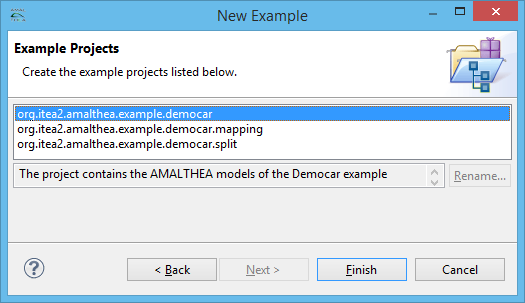 New Example
Example Projects
Create the example projects listed below.
org.itea2.amalthea.example.democar
org.itea2.amalthea.example.democar.mapping
org.itea2.amalthea.example.democar.split
The project contains the AMALTHEA models of the Democar example
Rename...
?
< Back
Next >
Finish
Cancel